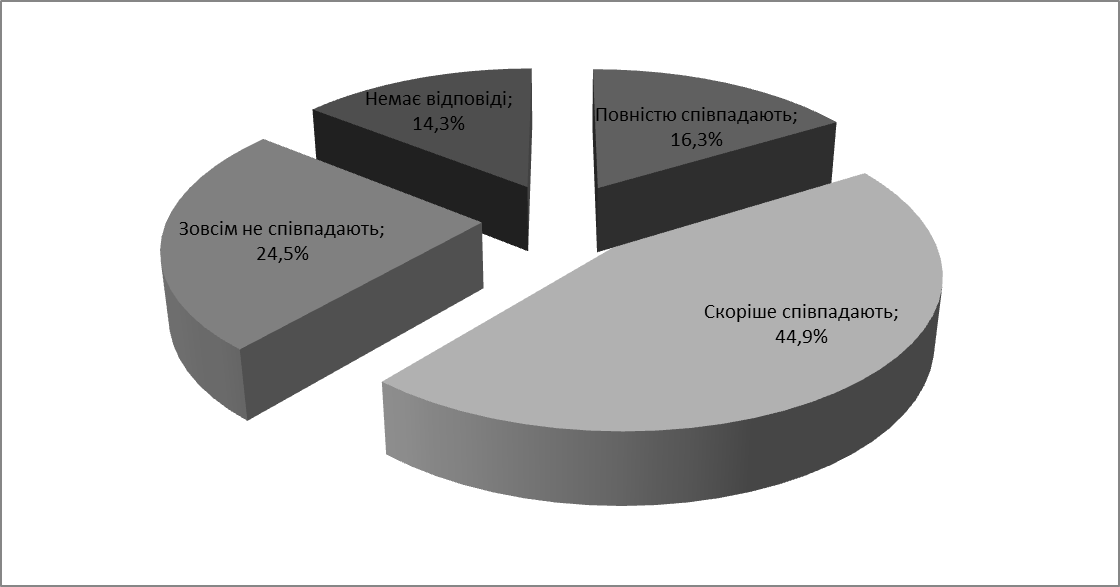 Немає відповіді;
14,3%
Повністю співпадають;
16,3%
Зовсім не співпадають;
24,5%
Скоріше співпадають;
44,9%